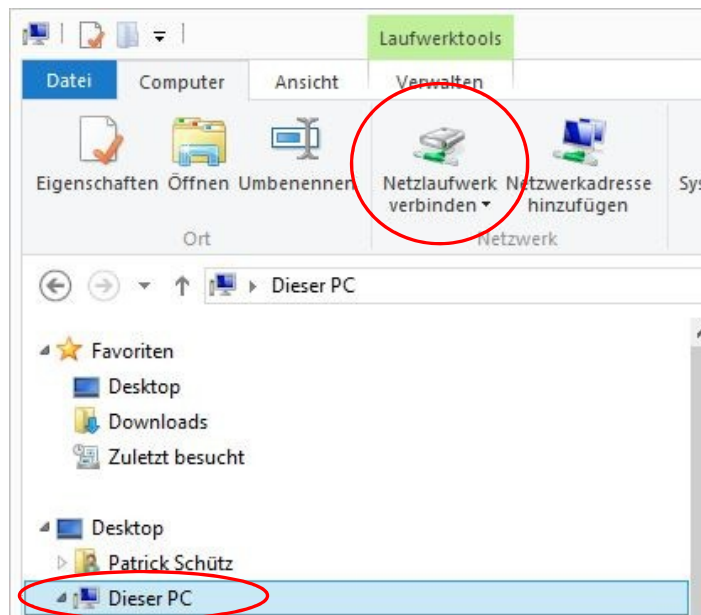 Laufwerktools
Datei Computer Ansicht Verwalten
Eigenschaften Öffnen Umbenennen Netzlaufwerk verbinden Netzwerkadresse hinzufügen Sys
Ort Netzwerk
Dieser PC
Favoriten
Desktop
Downloads
Zuletzt besucht
Desktop
Patrick Schütz
Dieser PC